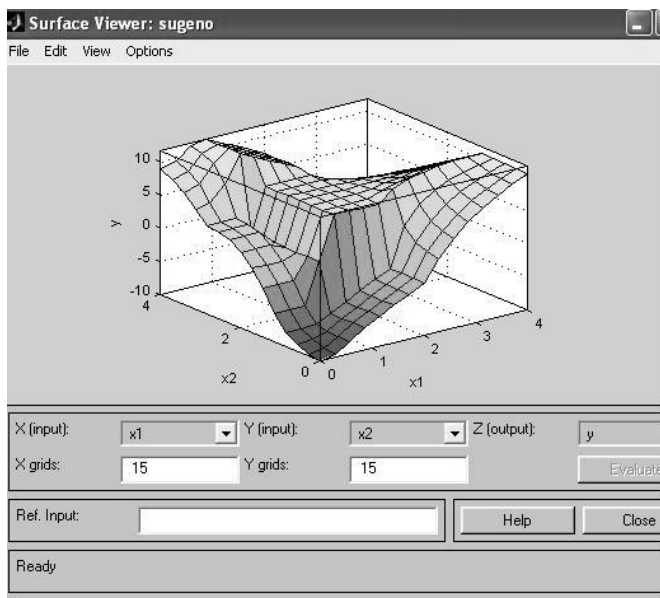 Surface Viewer: sugeno
File Edit View Options
10
5
0
-5
-10
y
4
2
0
x2
0
1
2
3
4
x1
X (input): x1 Y (input): x2 Z (output): y
X grids: 15 Y grids: 15 Evaluate
Ref. Input: Help Close
Ready